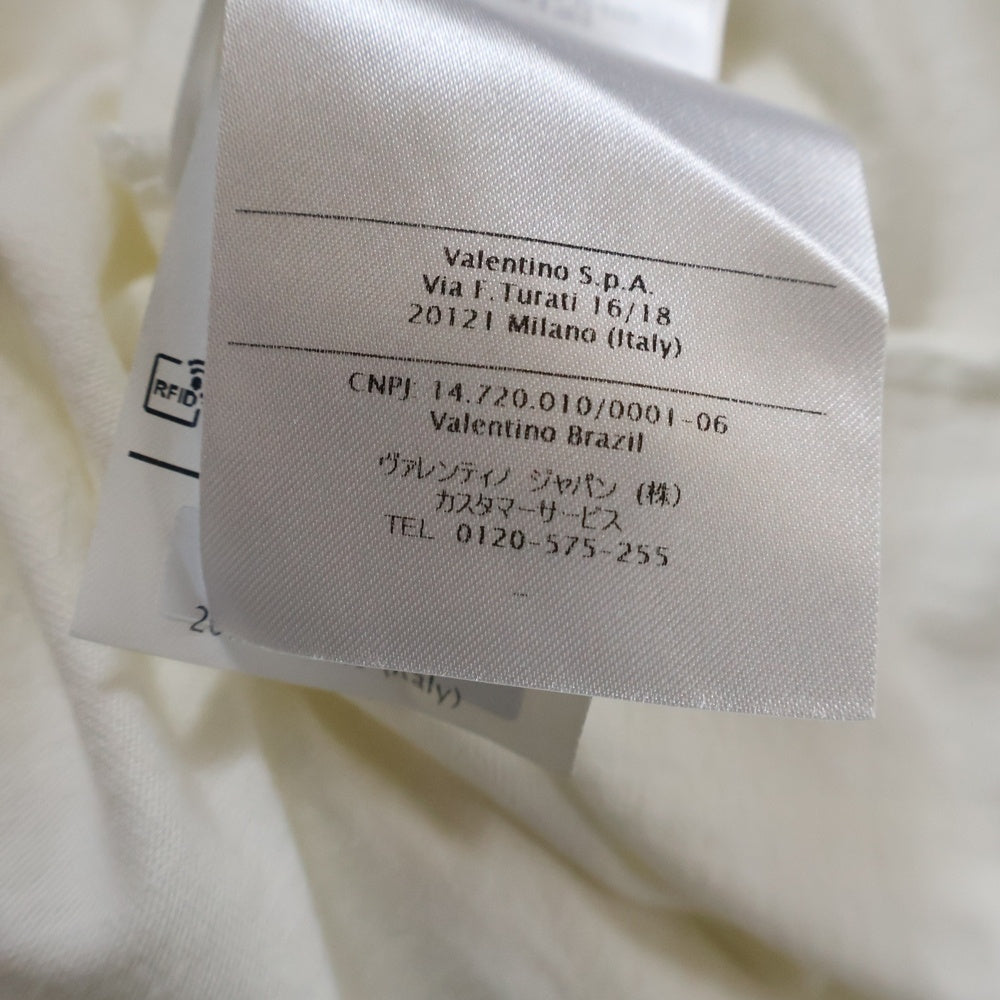 Valentino S.p.A.
Via F. Turati 16/18
20121 Milano (Italy)
CNPJ: 14.720.010/0001-06
Valentino Brazil
ヴァレンティノ ジャパン (株)
カスタマーサービス
TEL 0120-575-255
RFID
(Italy)